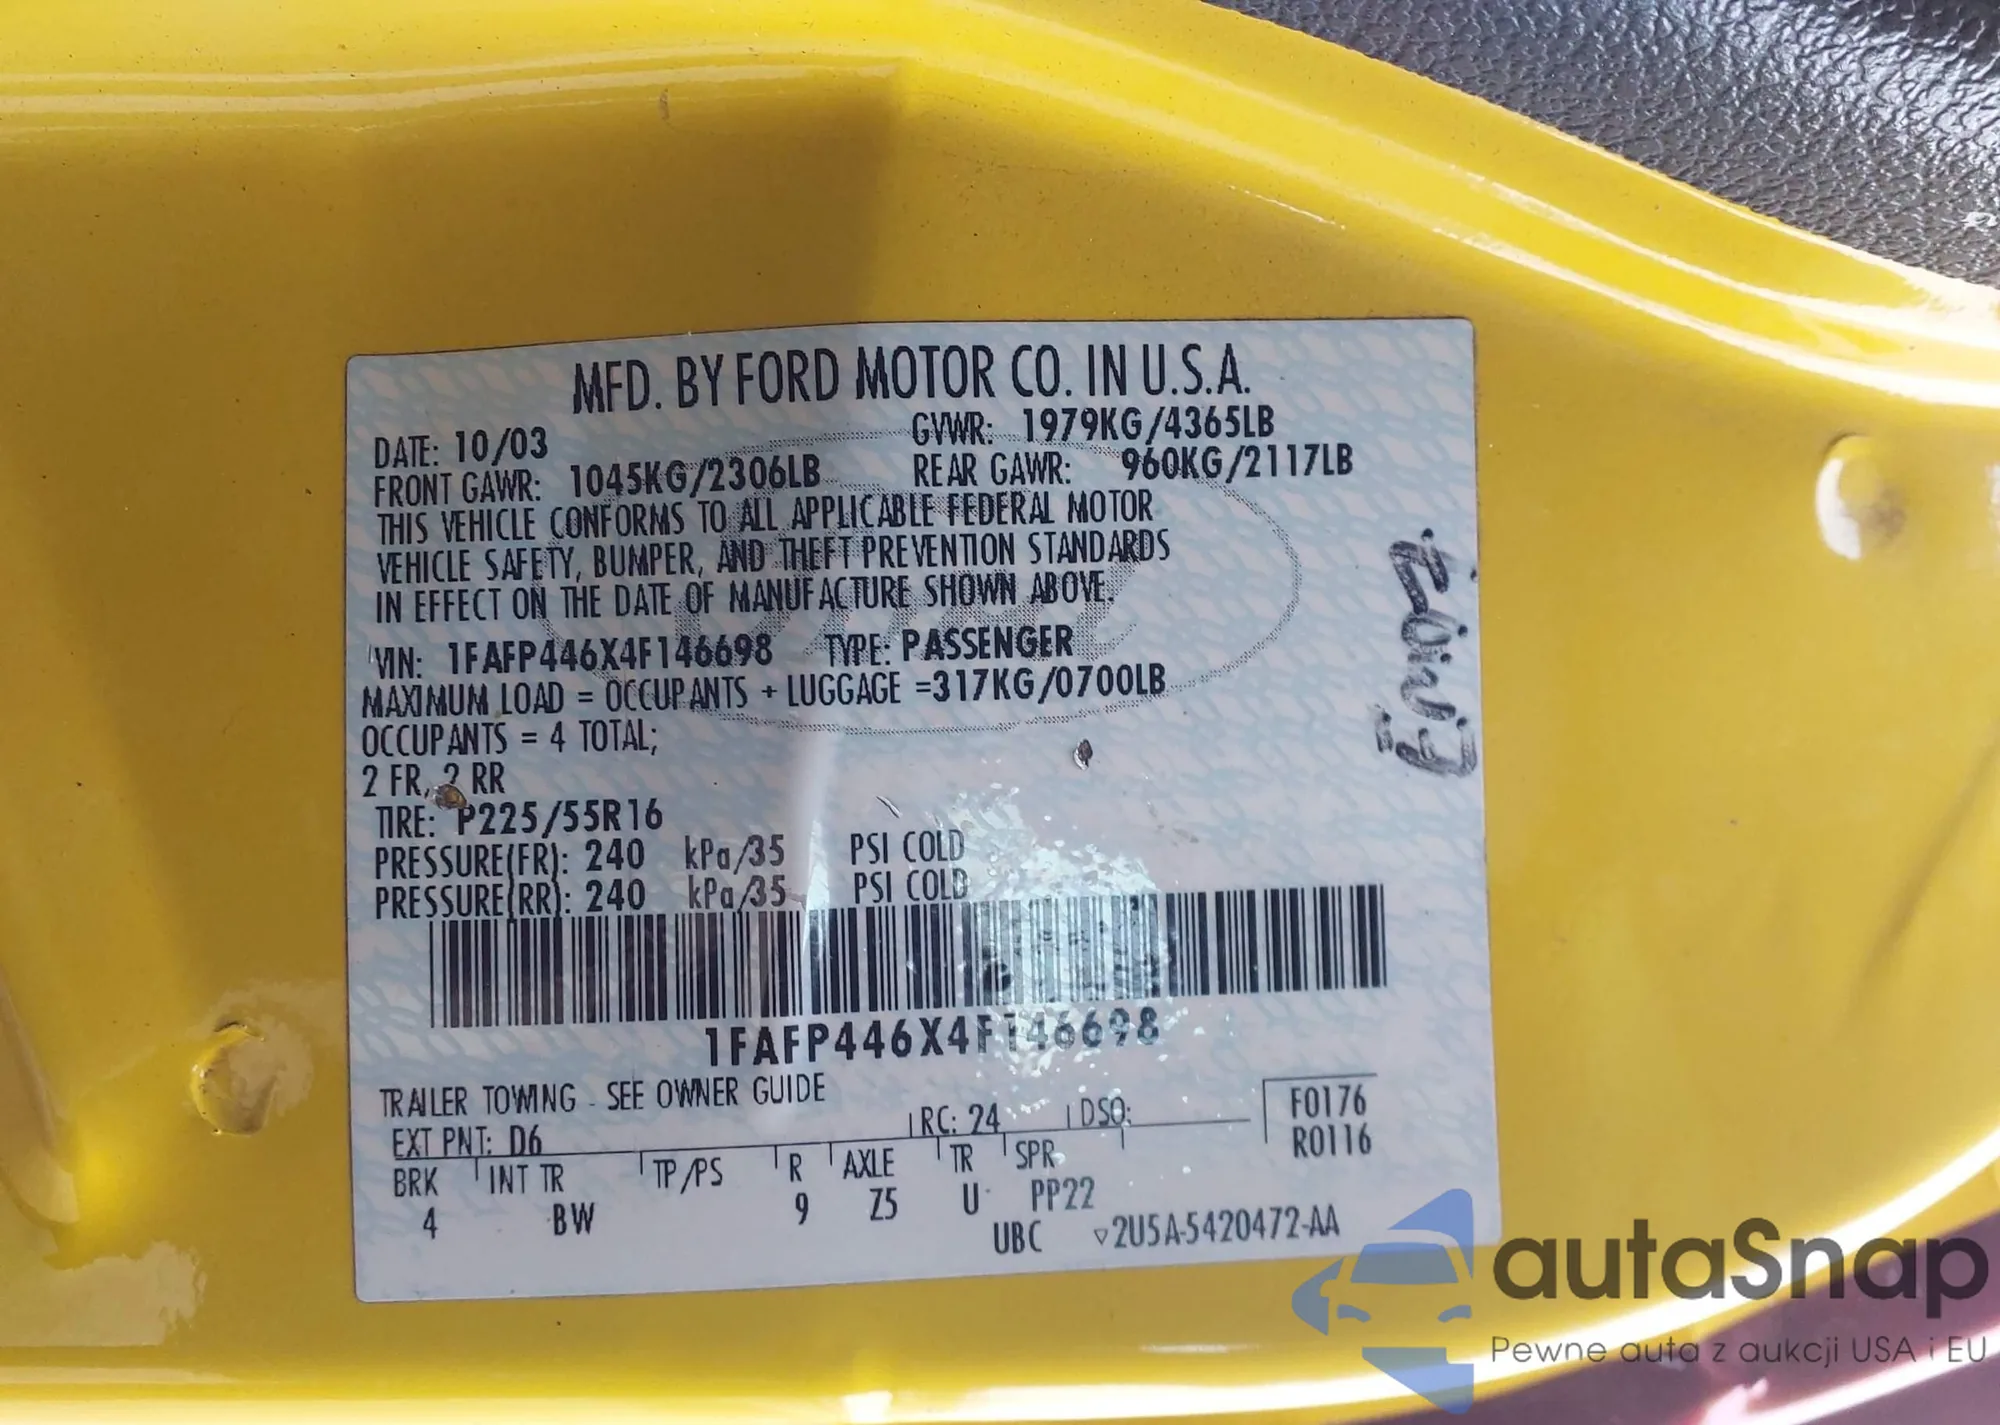 MFD. BY FORD MOTOR CO. IN U.S.A.
DATE: 10/03 GVWR: 1979KG/4365LB
FRONT GAWR: 1045KG/2306LB REAR GAWR: 960KG/2117LB
THIS VEHICLE CONFORMS TO ALL APPLICABLE FEDERAL MOTOR
VEHICLE SAFETY, BUMPER, AND THEFT PREVENTION STANDARDS
IN EFFECT ON THE DATE OF MANUFACTURE SHOWN ABOVE.
VIN: 1FAFP446X4F146698 TYPE: PASSENGER
MAXIMUM LOAD = OCCUPANTS + LUGGAGE =317KG/0700LB
OCCUPANTS = 4 TOTAL;
2 FR, 2 RR
TIRE: P225/55R16
PRESSURE(FR): 240 kPa/35 PSI COLD
PRESSURE(RR): 240 kPa/35 PSI COLD
1FAFP446X4F146698
TRAILER TOWING - SEE OWNER GUIDE
EXT PNT: D6 RC: 24 DSO: F0176
R0116
BRK INT TR TP/PS R AXLE TR SPR
4 BW 9 Z5 U PP22
UBC ▽2U5A-5420472-AA
autaSnap
Pewne auta z aukcji USA i EU